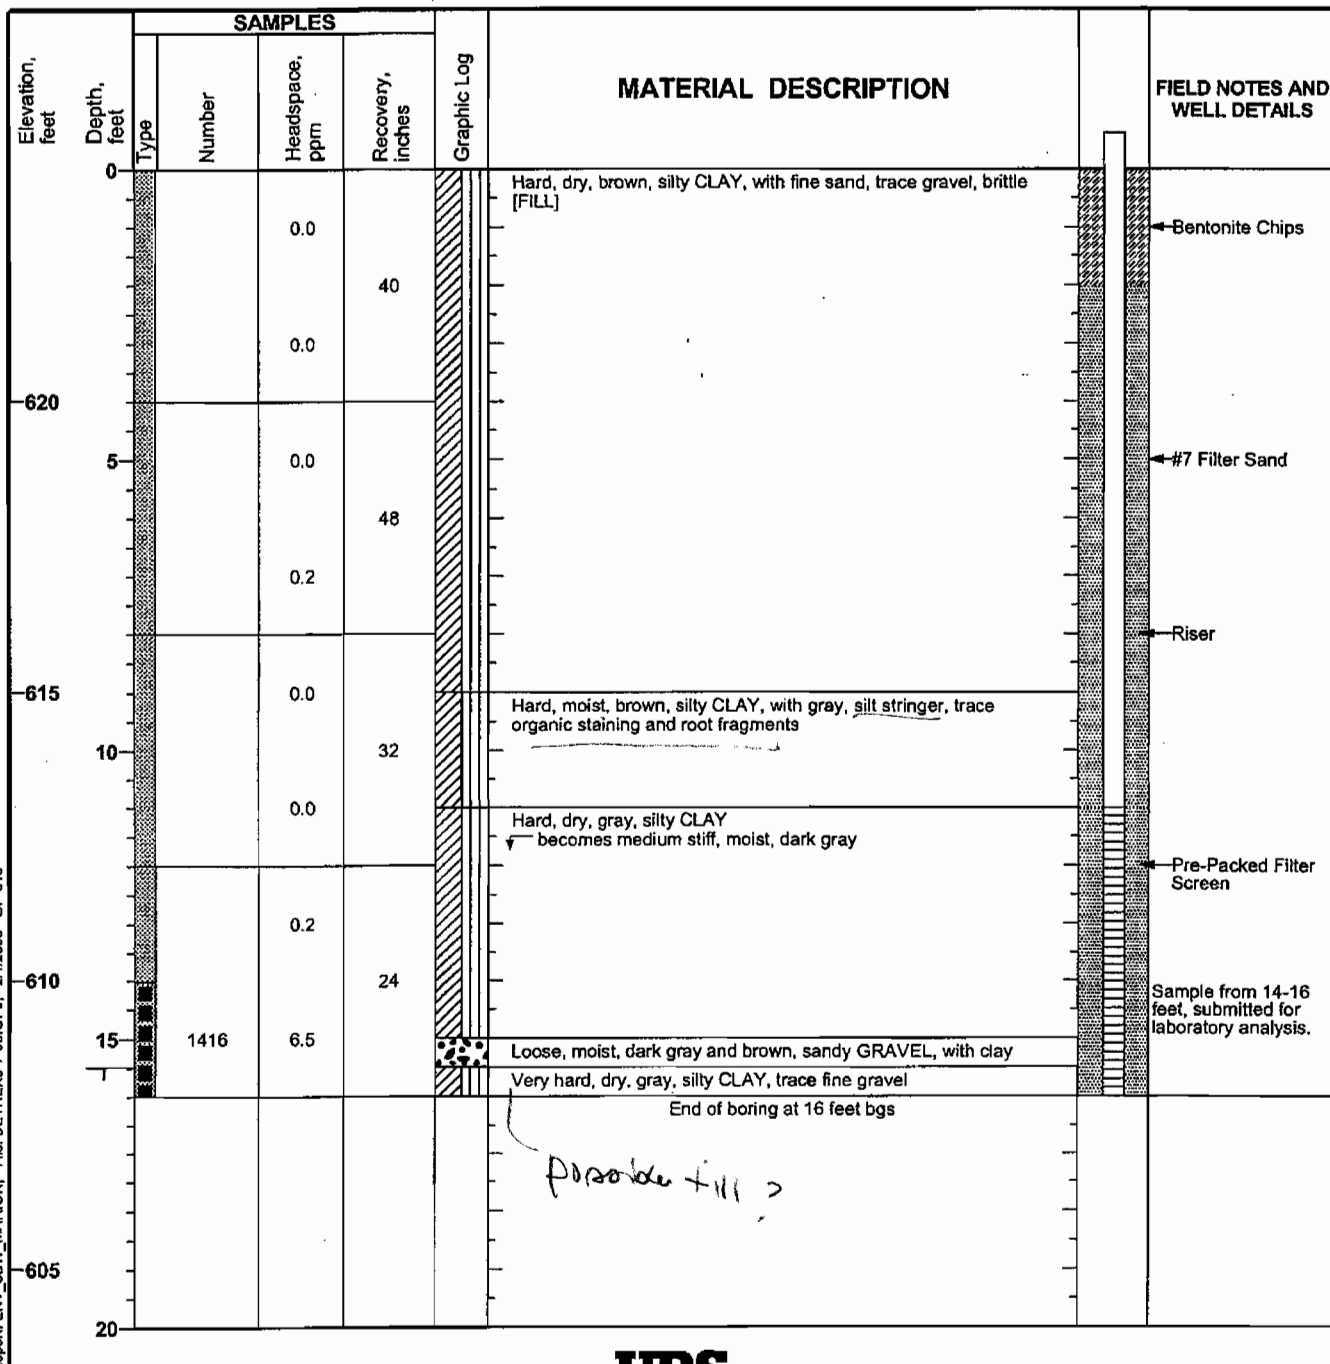 SAMPLES
Elevation,
feet
Depth,
feet
Type
Number
Headspace,
ppm
Recovery,
inches
Graphic Log
MATERIAL DESCRIPTION
FIELD NOTES AND
WELL DETAILS
0
Hard, dry, brown, silty CLAY, with fine sand, trace gravel, brittle
[FILL]
0.0
Bentonite Chips
40
0.0
620
5
0.0
#7 Filter Sand
48
0.2
Riser
615
0.0
Hard, moist, brown, silty CLAY, with gray, silt stringer, trace
organic staining and root fragments
10
32
0.0
Hard, dry, gray, silty CLAY
becomes medium stiff, moist, dark gray
Pre-Packed Filter
Screen
0.2
610
24
Sample from 14-16
feet, submitted for
laboratory analysis.
15
1416
6.5
Loose, moist, dark gray and brown, sandy GRAVEL, with clay
Very hard, dry, gray, silty CLAY, trace fine gravel
End of boring at 16 feet bgs
possible fill ?
605
20
URS